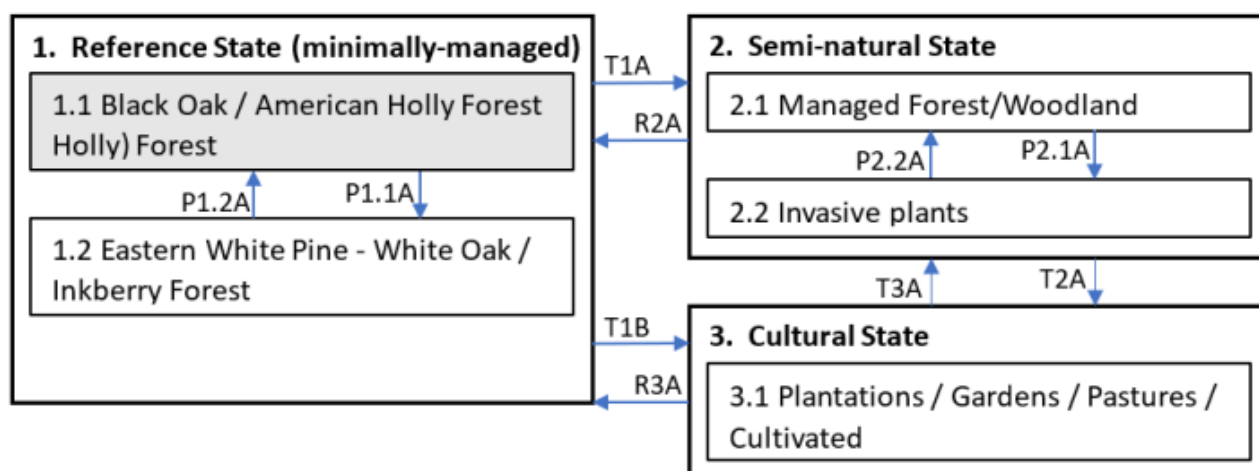 1. Reference State (minimally-managed)
1.1 Black Oak / American Holly Forest
Holly) Forest
P1.2A
P1.1A
1.2 Eastern White Pine - White Oak /
Inkberry Forest
T1A
R2A
2. Semi-natural State
2.1 Managed Forest/Woodland
P2.2A
P2.1A
2.2 Invasive plants
T3A
T2A
T1B
R3A
3. Cultural State
3.1 Plantations / Gardens / Pastures /
Cultivated